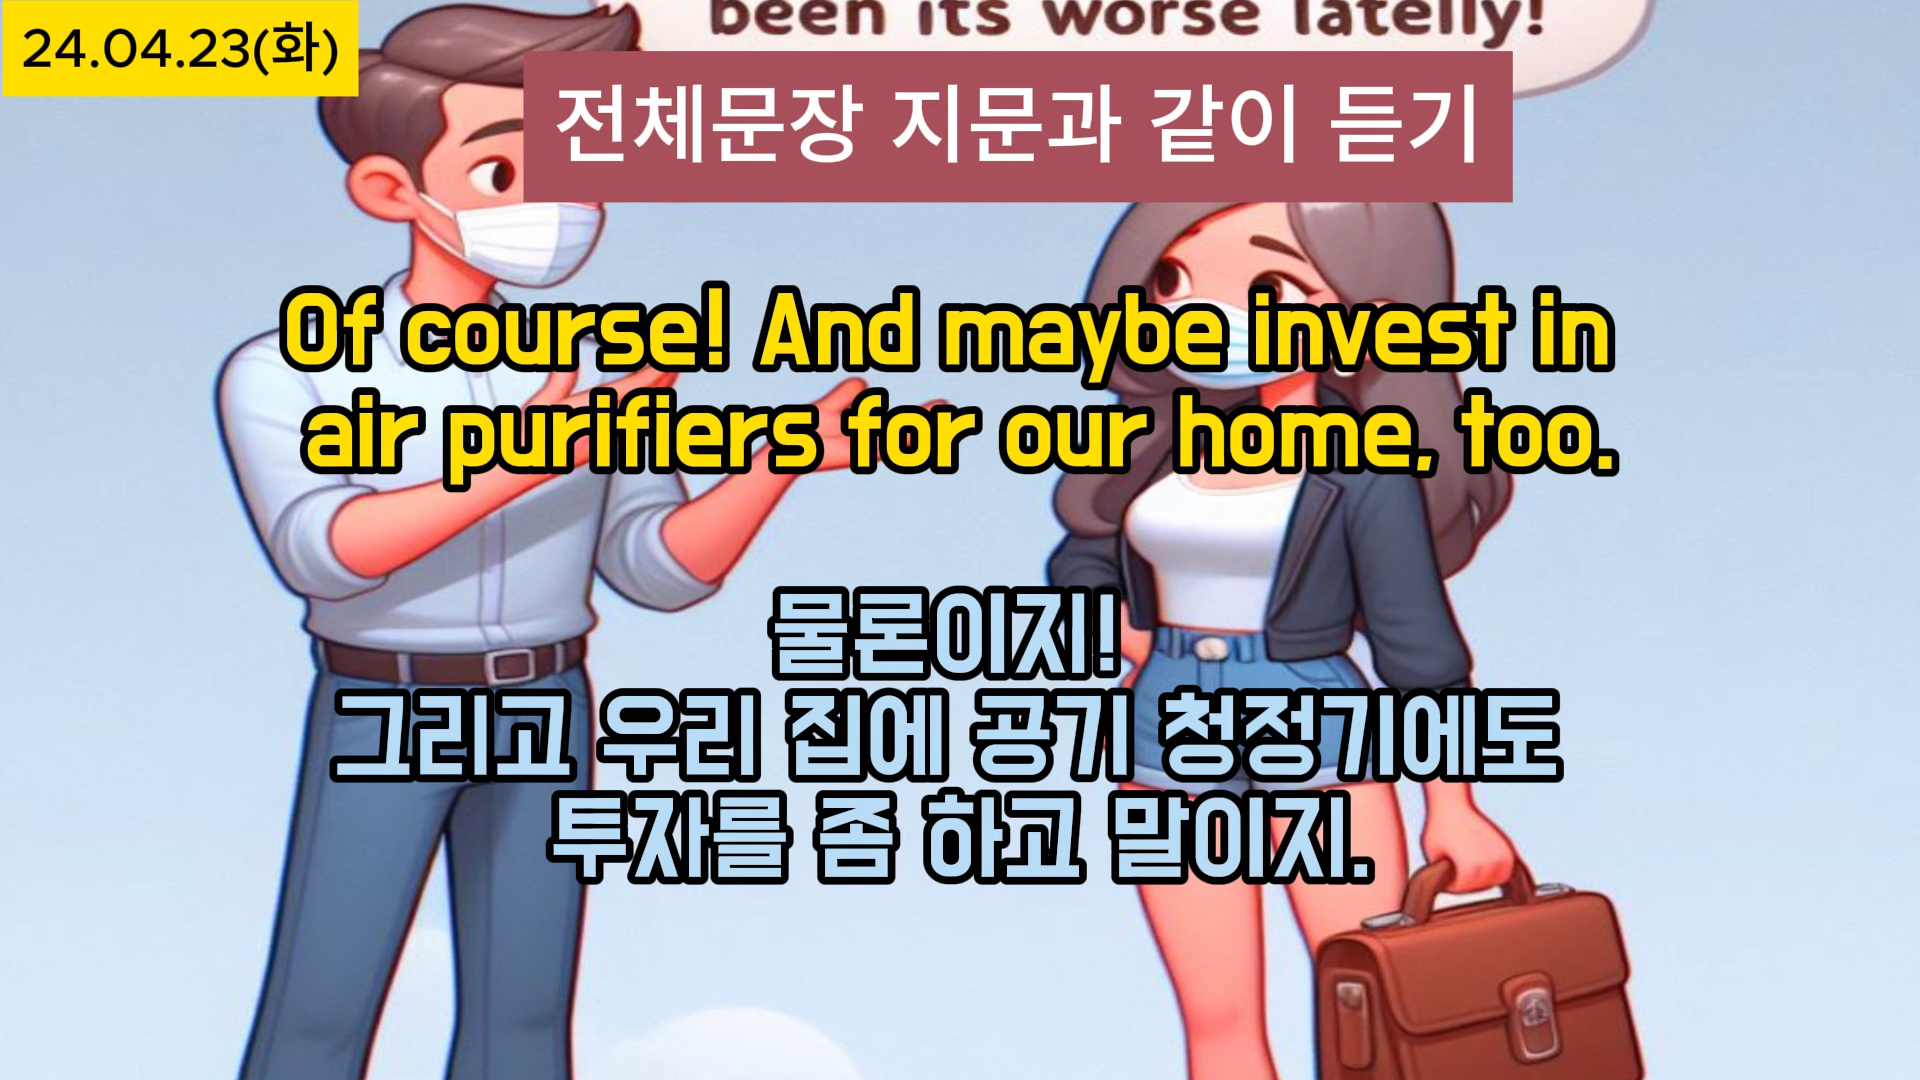 been its worse latelly!
24.04.23(화)
전체문장 지문과 같이 듣기
Of course! And maybe invest in
air purifiers for our home, too.
물론이지!
그리고 우리 집에 공기 청정기에도
투자를 좀 하고 말이지.